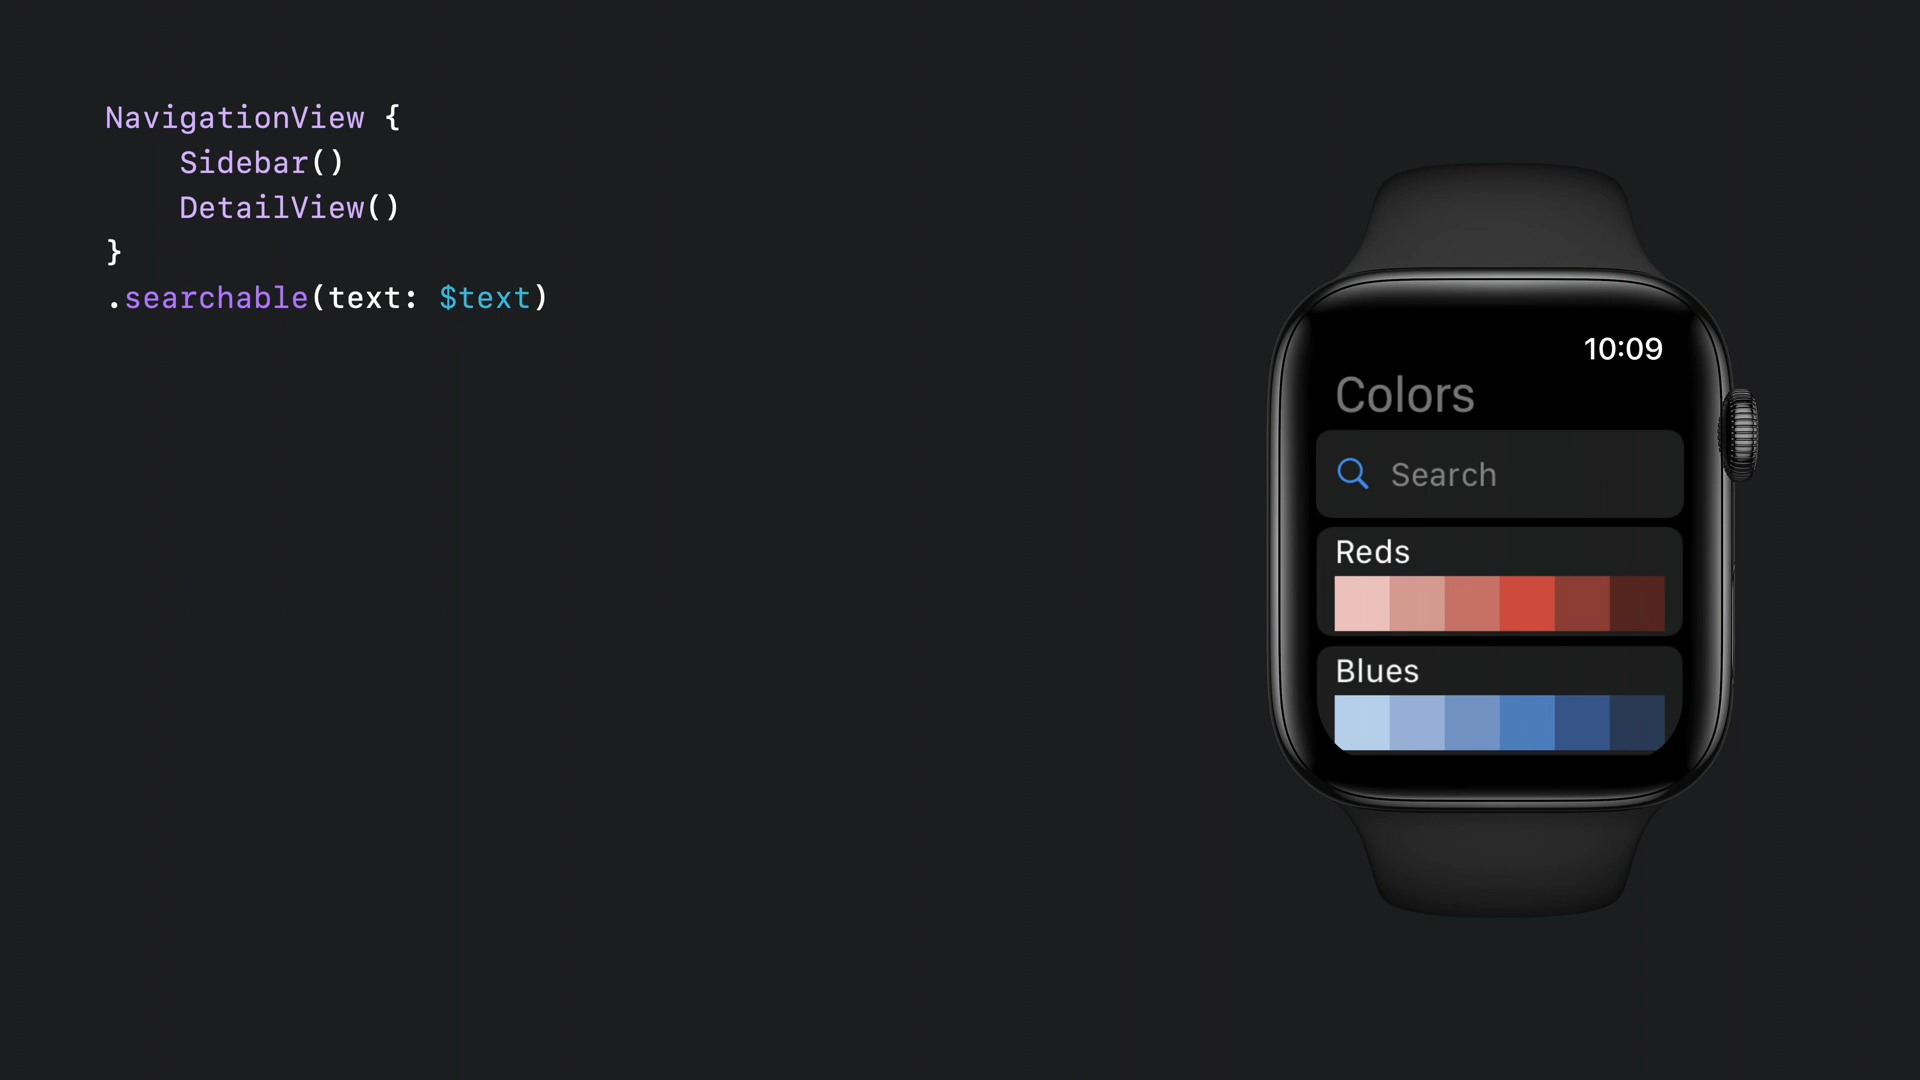 NavigationView {
    Sidebar()
    DetailView()
}
.searchable(text: $text)
10:09
Colors
Search
Reds
Blues